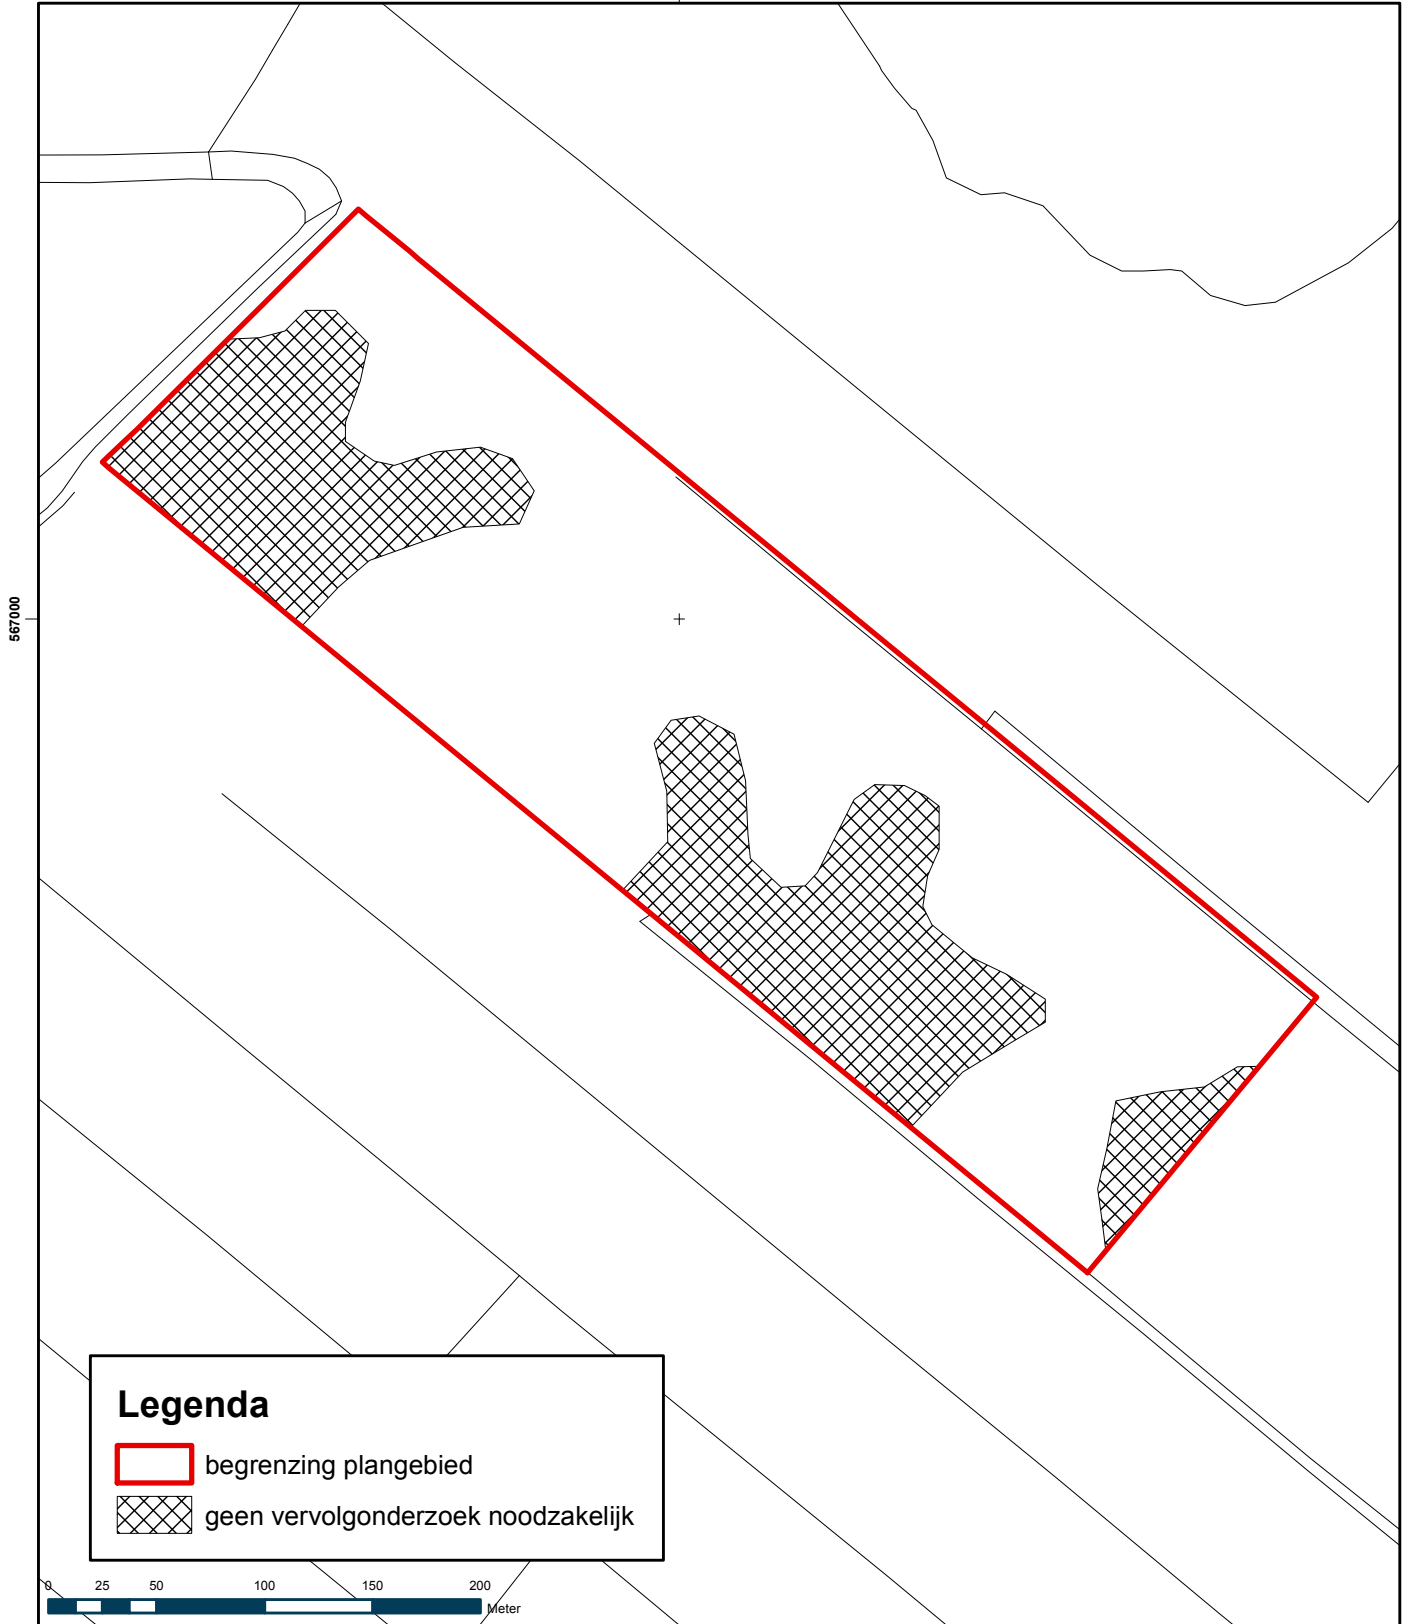 567000
Legenda
begrenzing plangebied
geen vervolgonderzoek noodzakelijk
0 25 50 100 150 200
Meter